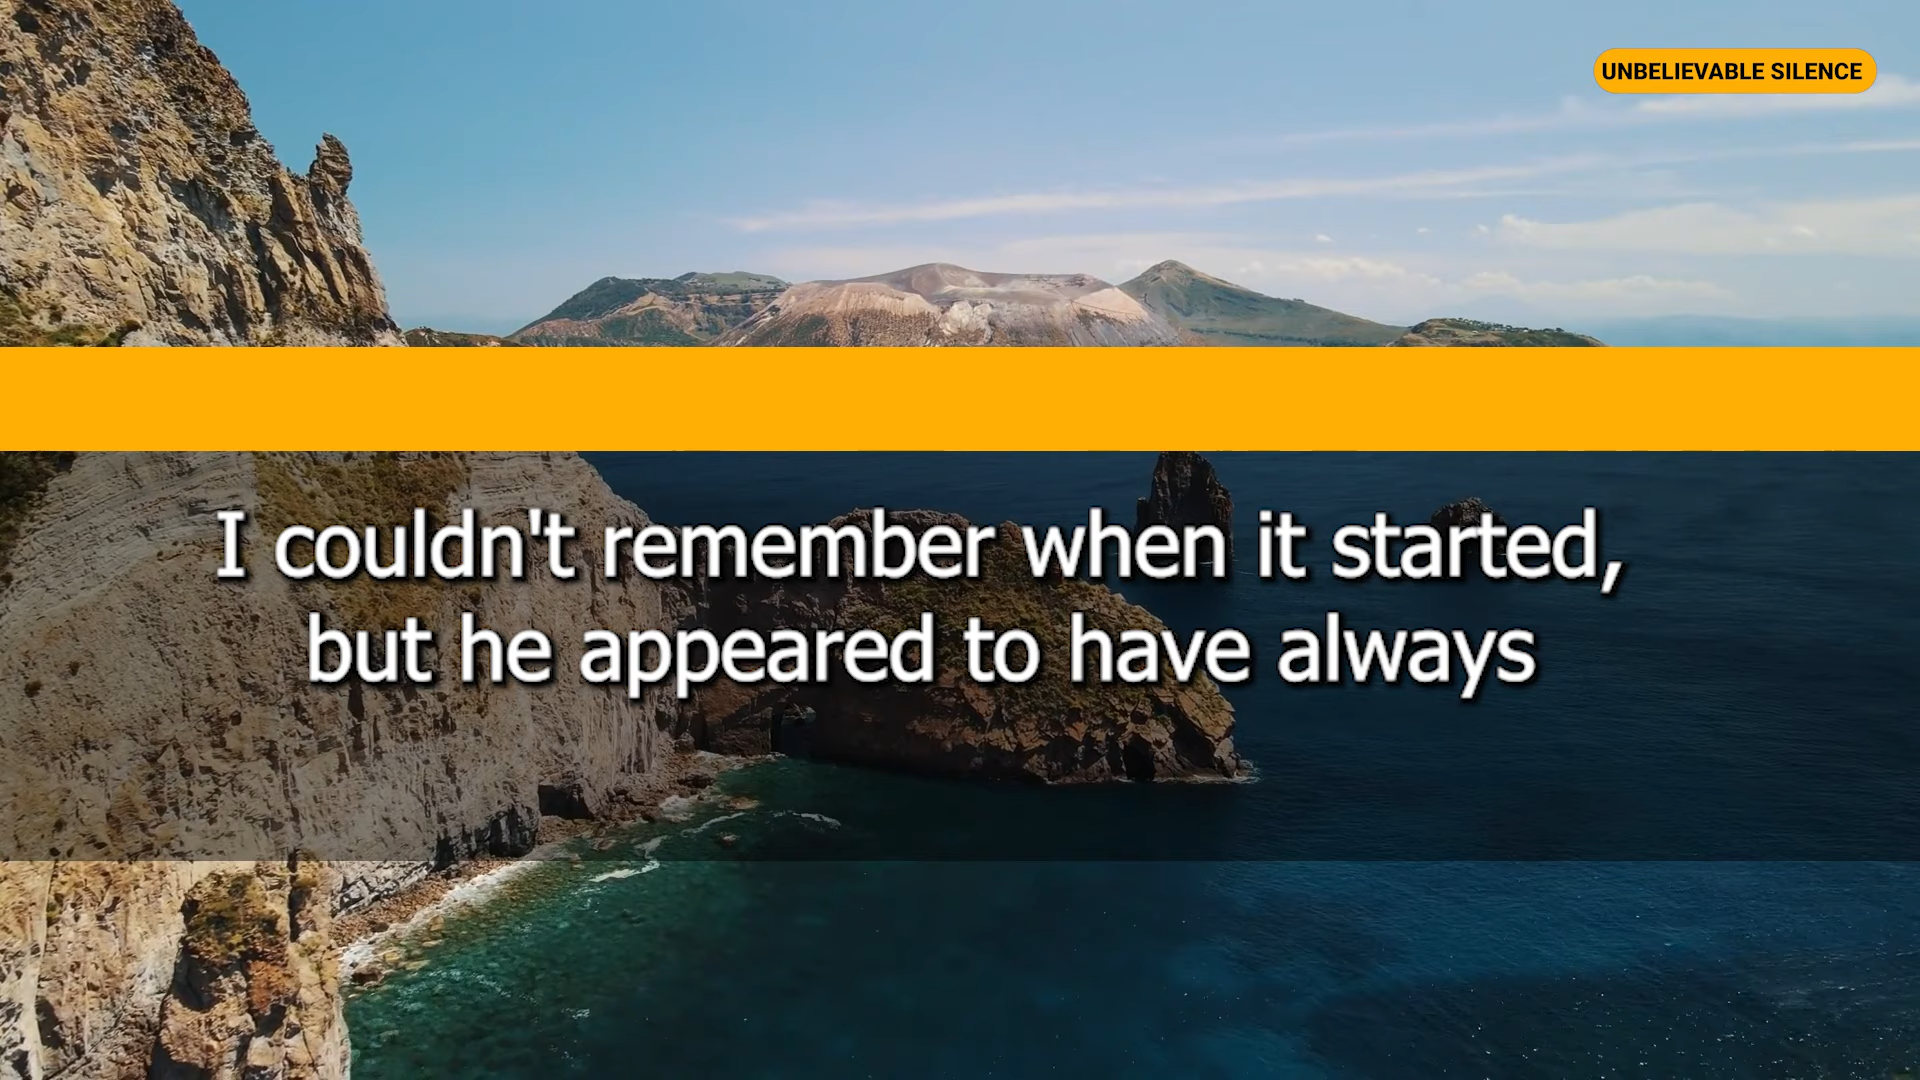 UNBELIEVABLE SILENCE
I couldn't remember when it started,
but he appeared to have always